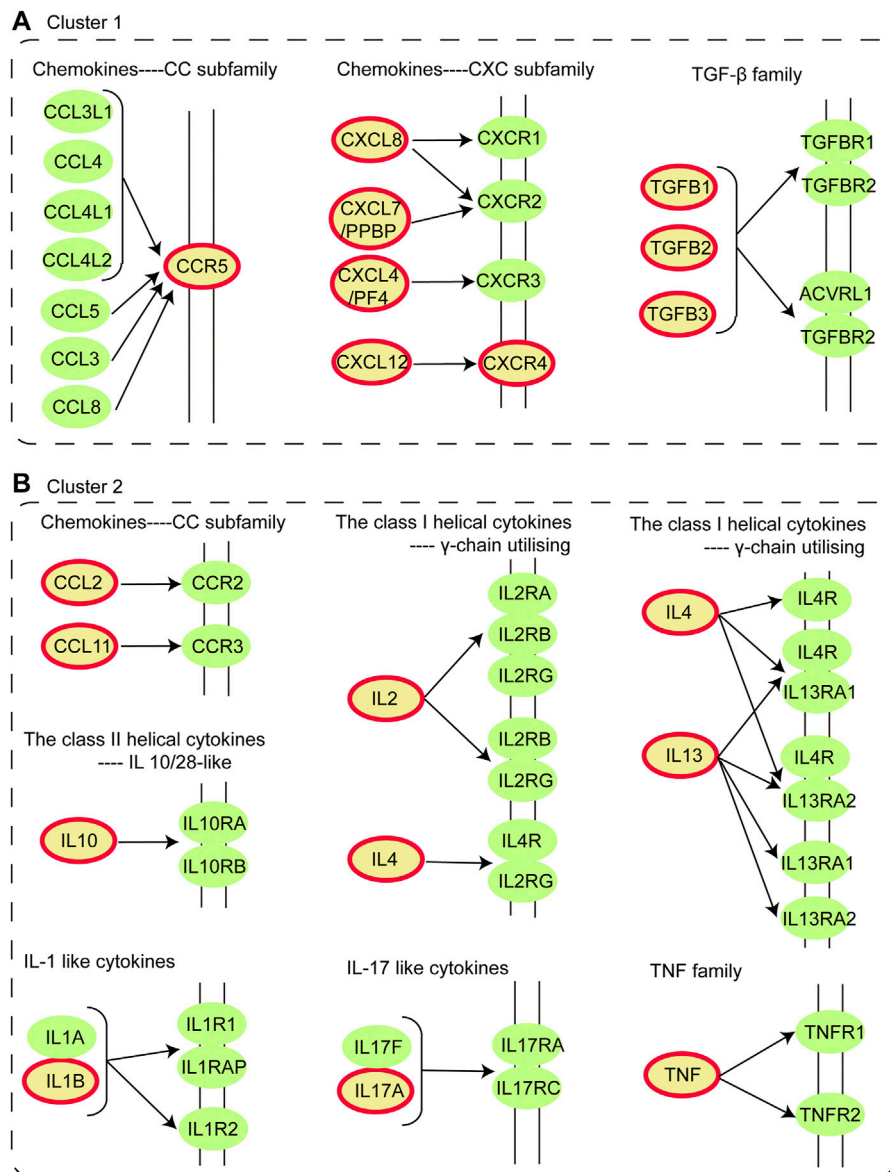 A
Cluster 1
Chemokines----CC subfamily
CCL3L1
CCL4
CCL4L1
CCL4L2
CCL5
CCL3
CCL8
CCR5
Chemokines----CXC subfamily
CXCL8
CXCL7
/PPBP
CXCL4
/PF4
CXCL12
CXCR1
CXCR2
CXCR3
CXCR4
TGF-β family
TGFB1
TGFB2
TGFB3
TGFBR1
TGFBR2
ACVRL1
TGFBR2
B
Cluster 2
Chemokines----CC subfamily
CCL2
CCR2
CCL11
CCR3
The class II helical cytokines
---- IL 10/28-like
IL10
IL10RA
IL10RB
The class I helical cytokines
---- γ-chain utilising
IL2
IL2RA
IL2RB
IL2RG
IL2RB
IL2RG
IL4
IL4R
IL2RG
The class I helical cytokines
---- γ-chain utilising
IL4
IL13
IL4R
IL4R
IL13RA1
IL4R
IL13RA2
IL13RA1
IL13RA2
IL-1 like cytokines
IL1A
IL1B
IL1R1
IL1RAP
IL1R2
IL-17 like cytokines
IL17F
IL17A
IL17RA
IL17RC
TNF family
TNF
TNFR1
TNFR2